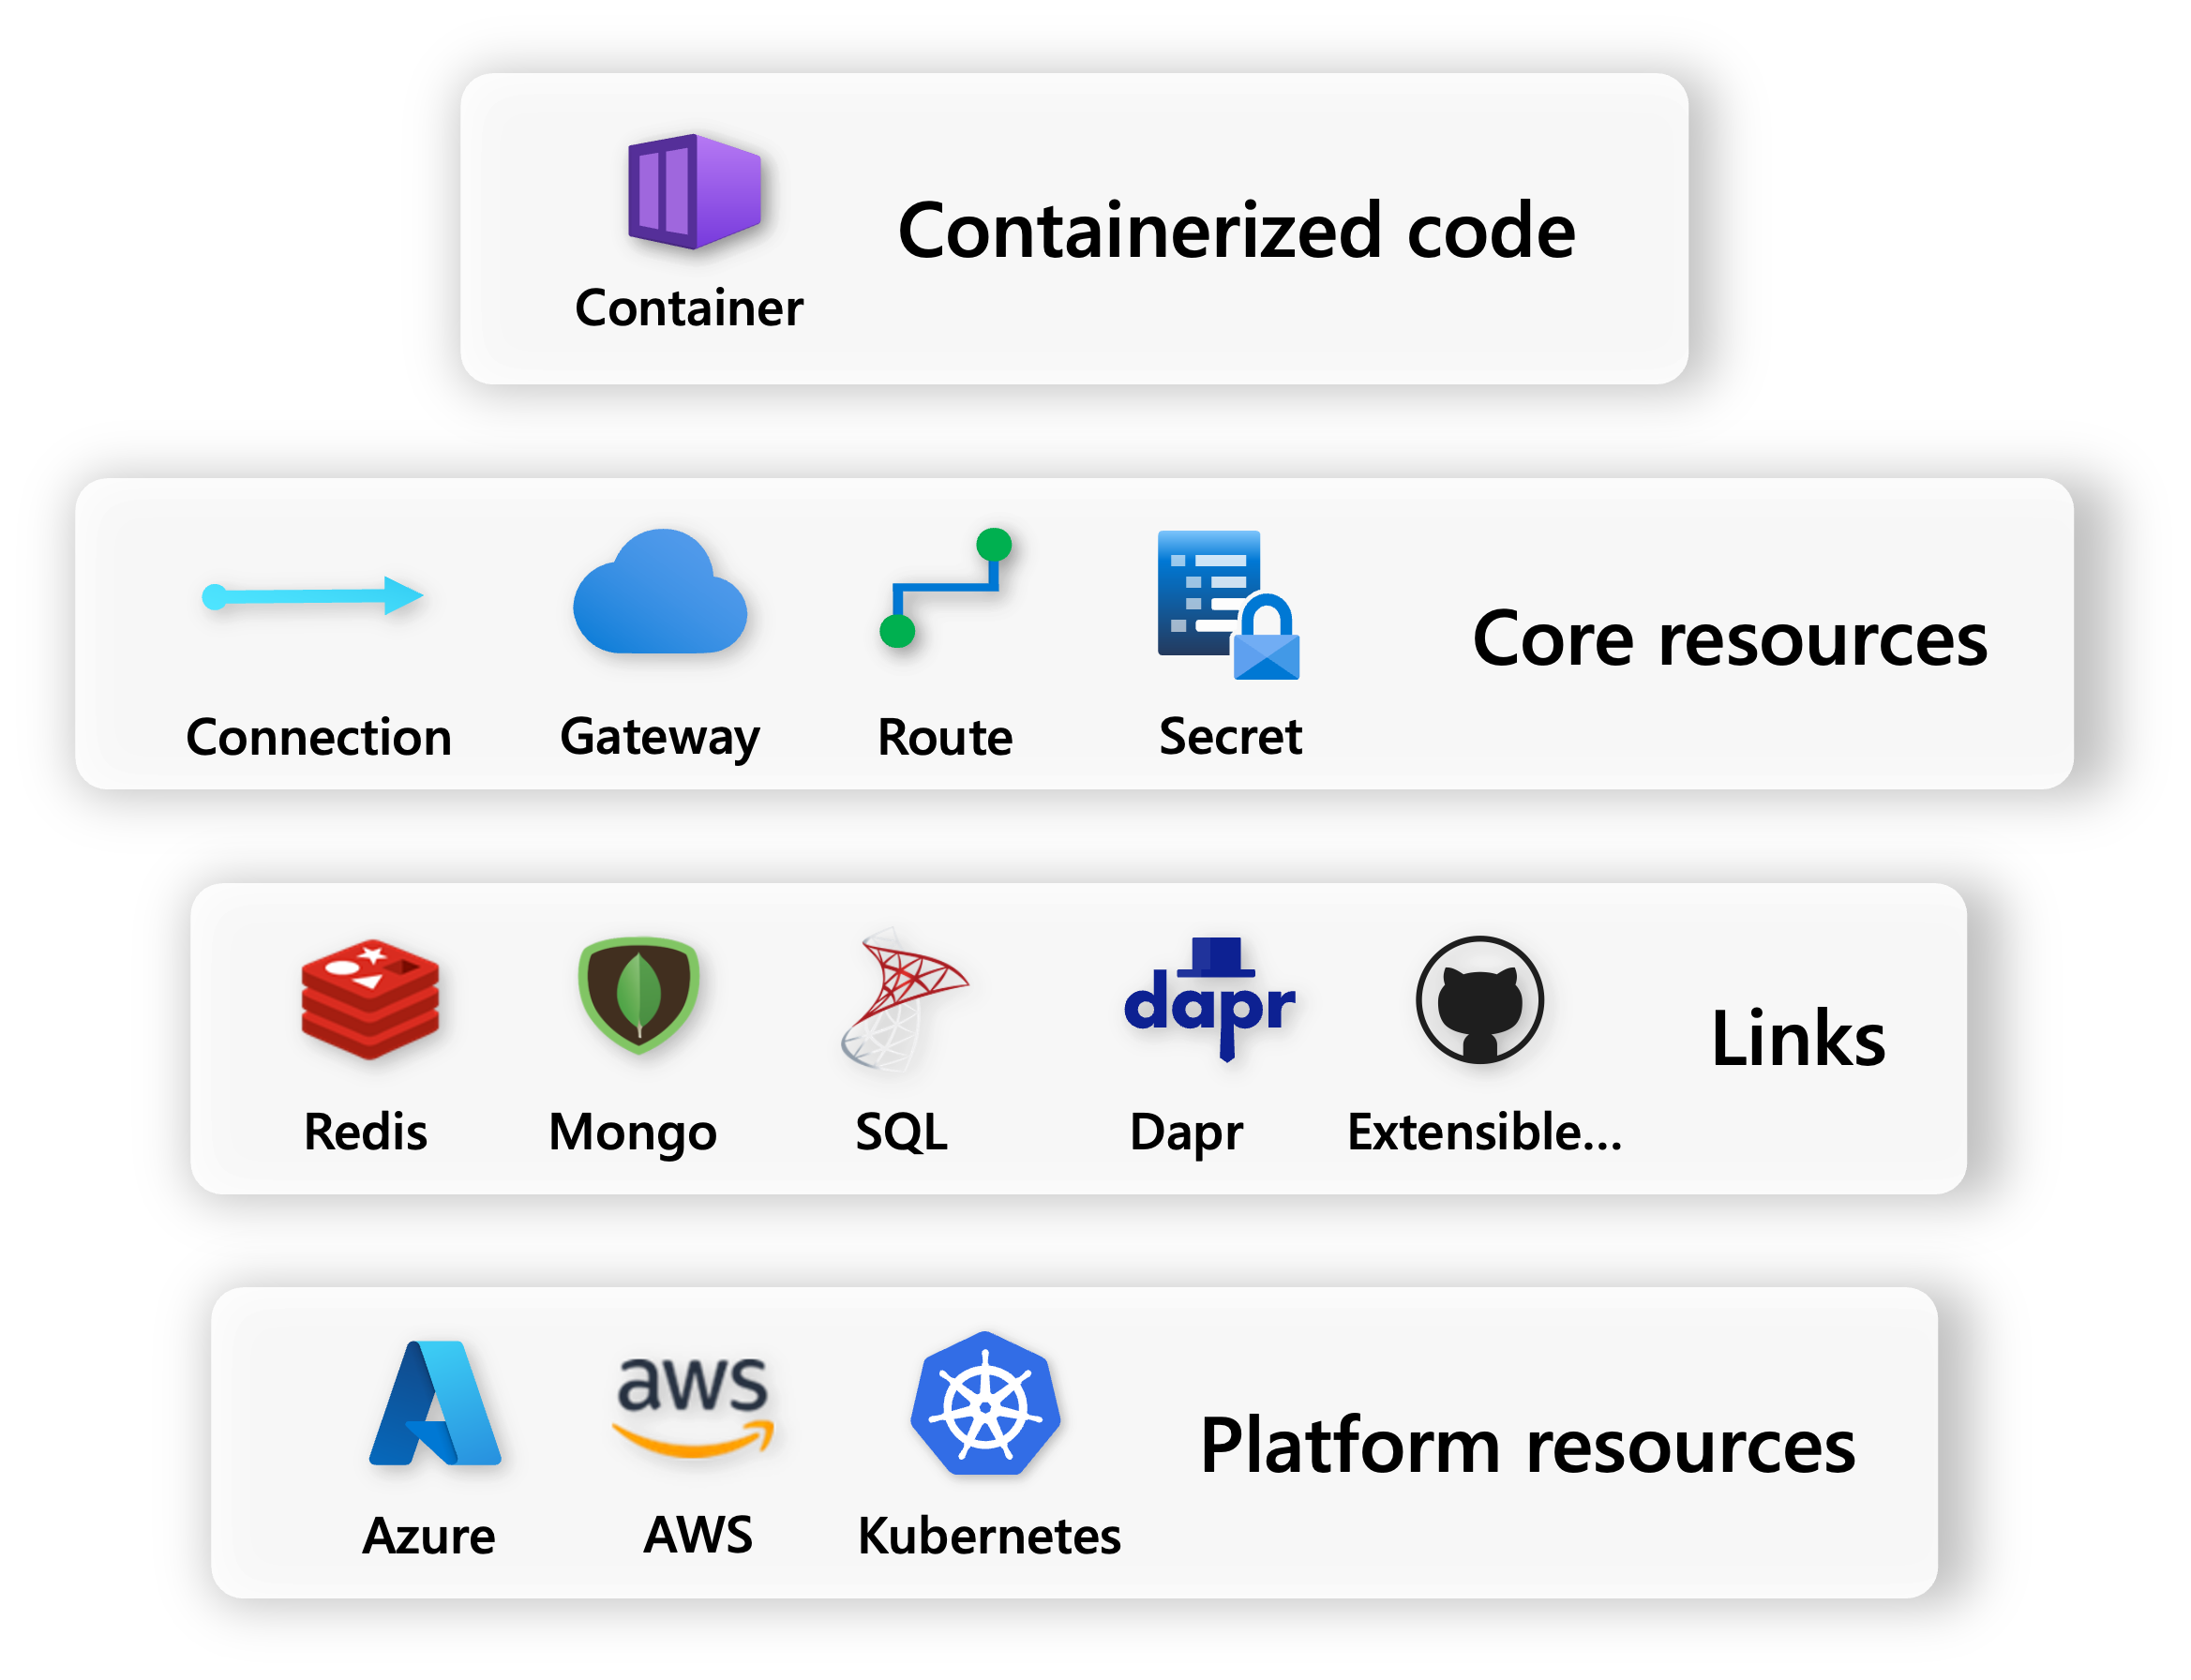 Container
Containerized code
Connection
Gateway
Route
Secret
Core resources
dapr
Redis
Mongo
SQL
Dapr
Extensible...
Links
aws
Azure
AWS
Kubernetes
Platform resources